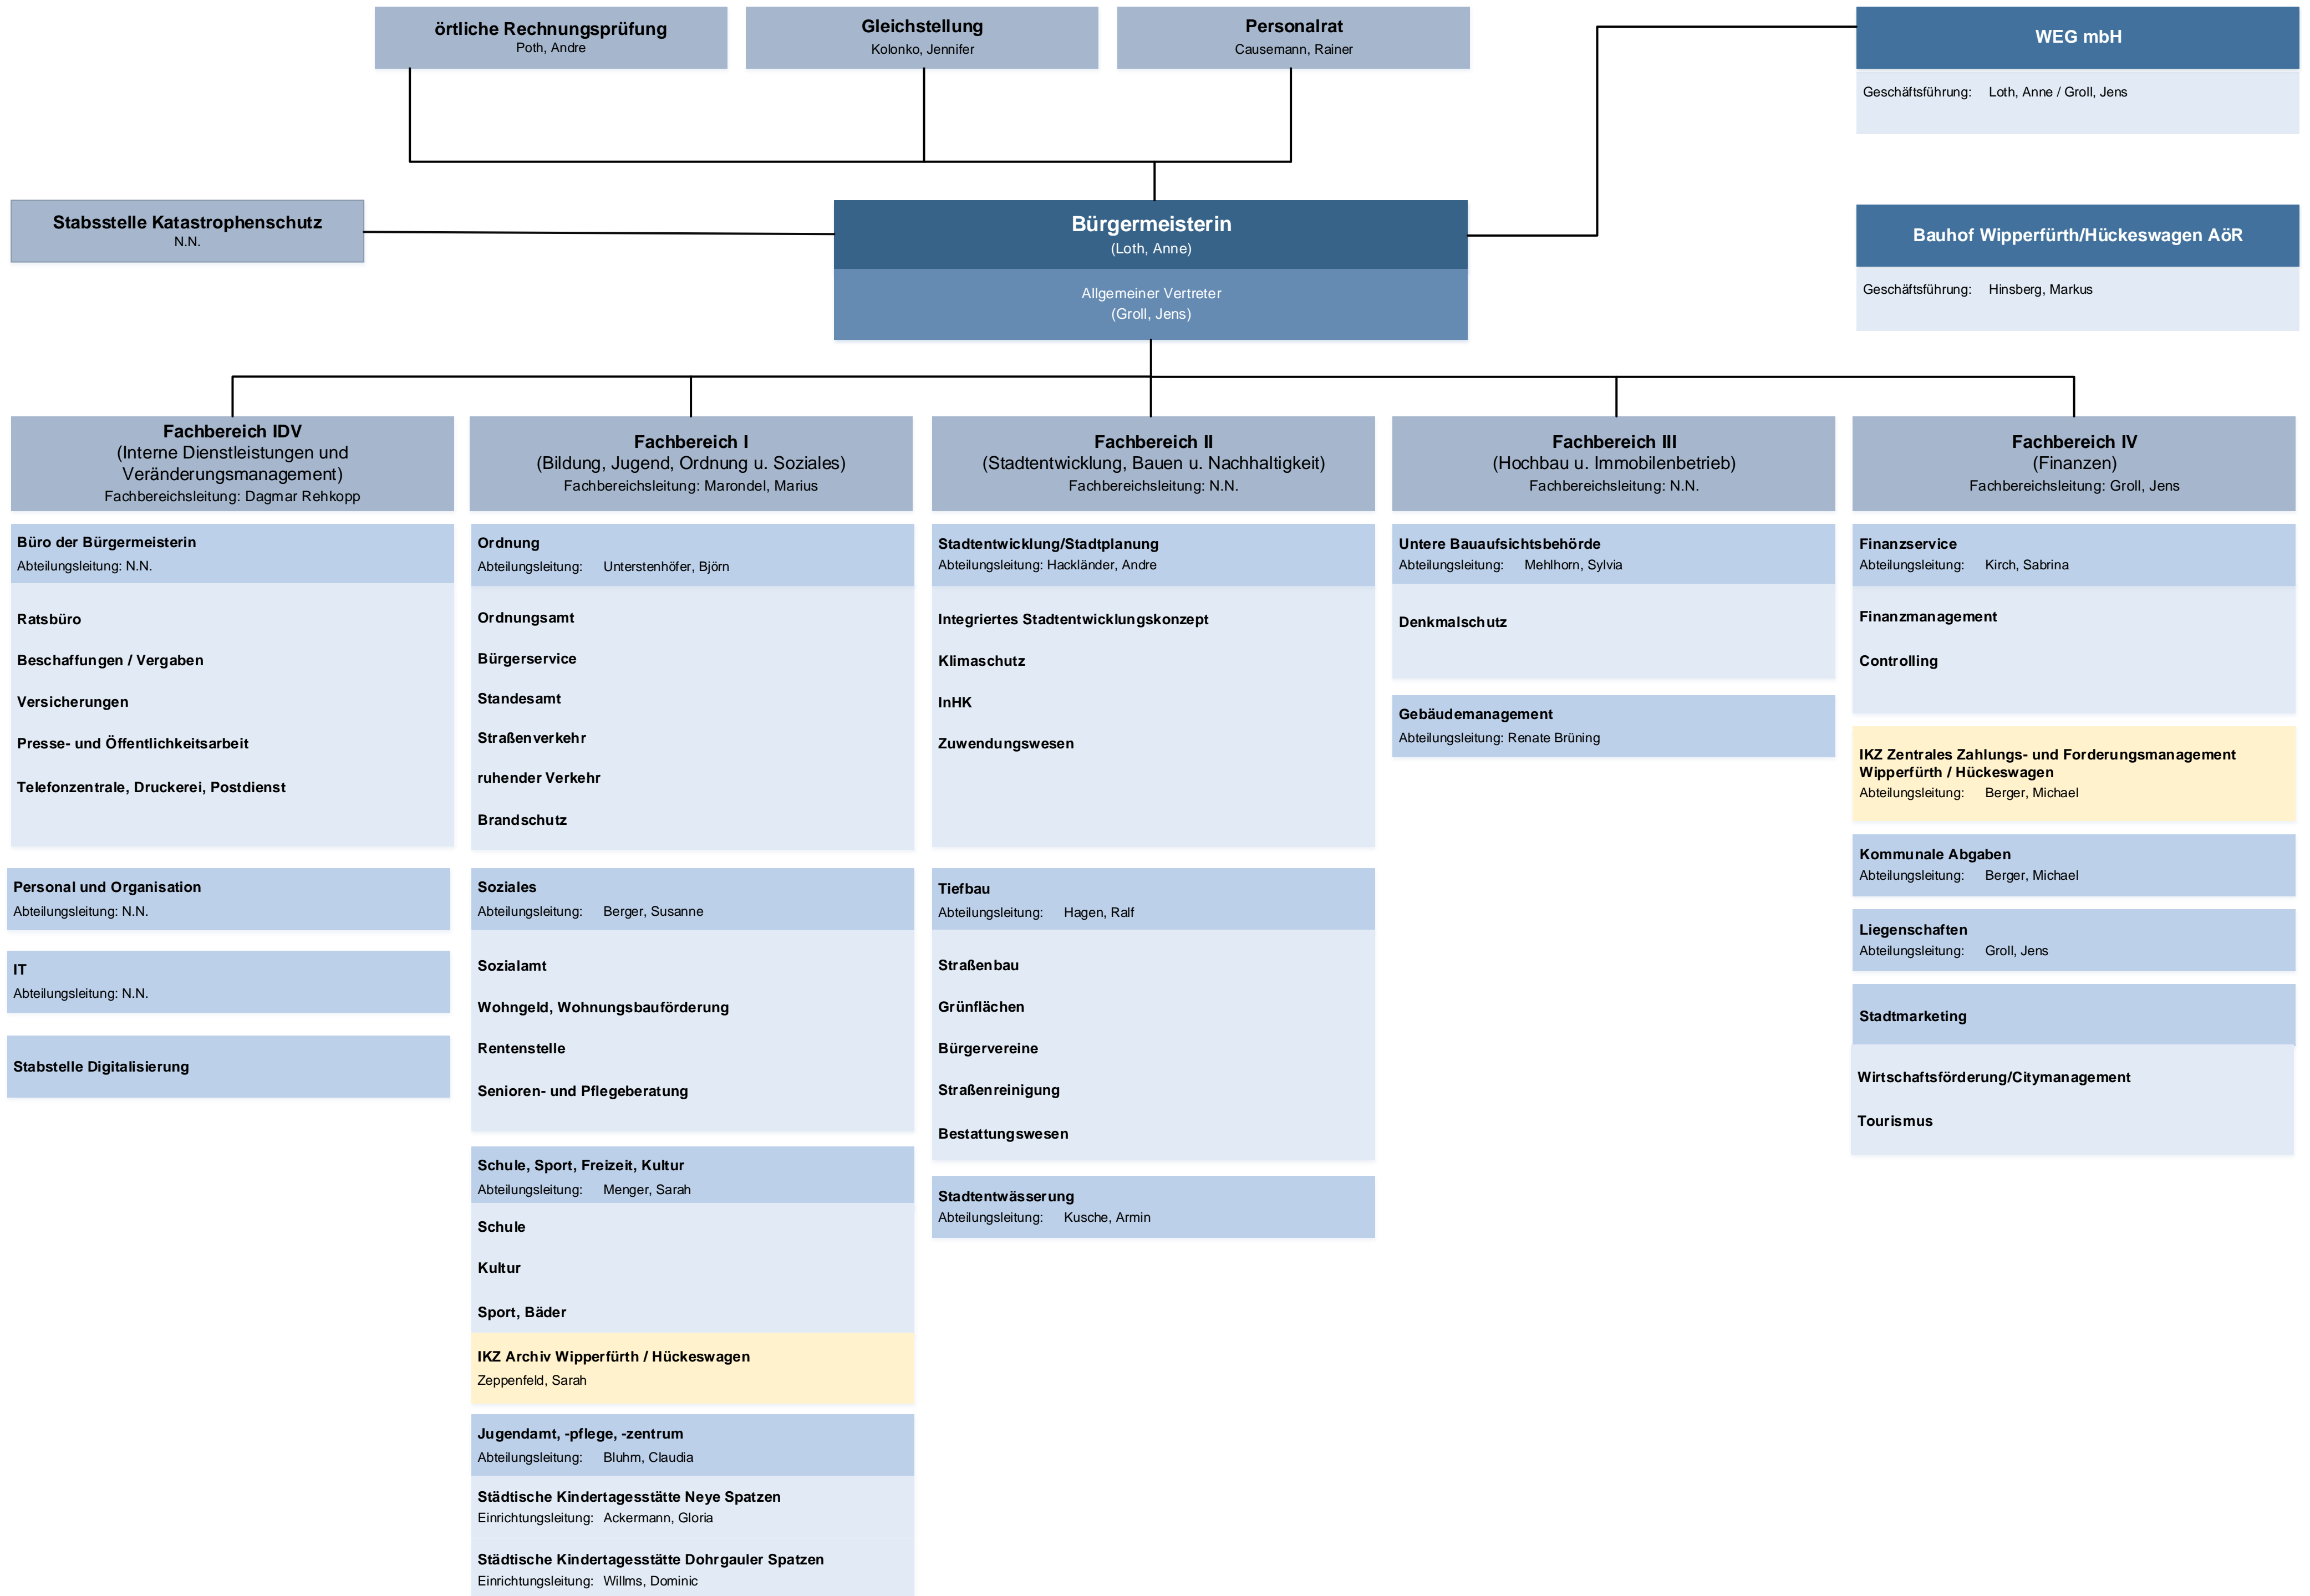 örtliche Rechnungsprüfung
Poth, Andre
Gleichstellung
Kolonko, Jennifer
Personalrat
Causemann, Rainer
WEG mbH
Geschäftsführung: Loth, Anne / Groll, Jens
Stabsstelle Katastrophenschutz
N.N.
Bürgermeisterin
(Loth, Anne)
Allgemeiner Vertreter
(Groll, Jens)
Bauhof Wipperfürth/Hückeswagen AöR
Geschäftsführung: Hinsberg, Markus
Fachbereich IDV
(Interne Dienstleistungen und
Veränderungsmanagement)
Fachbereichsleitung: Dagmar Rehkopp
Büro der Bürgermeisterin
Abteilungsleitung: N.N.
Ratsbüro
Beschaffungen / Vergaben
Versicherungen
Presse- und Öffentlichkeitsarbeit
Telefonzentrale, Druckerei, Postdienst
Personal und Organisation
Abteilungsleitung: N.N.
IT
Abteilungsleitung: N.N.
Stabstelle Digitalisierung
Fachbereich I
(Bildung, Jugend, Ordnung u. Soziales)
Fachbereichsleitung: Marondel, Marius
Ordnung
Abteilungsleitung: Unterstenhöfer, Björn
Ordnungsamt
Bürgerservice
Standesamt
Straßenverkehr
ruhender Verkehr
Brandschutz
Soziales
Abteilungsleitung: Berger, Susanne
Sozialamt
Wohngeld, Wohnungsbauförderung
Rentenstelle
Senioren- und Pflegeberatung
Schule, Sport, Freizeit, Kultur
Abteilungsleitung: Menger, Sarah
Schule
Kultur
Sport, Bäder
IKZ Archiv Wipperfürth / Hückeswagen
Zeppenfeld, Sarah
Jugendamt, -pflege, -zentrum
Abteilungsleitung: Bluhm, Claudia
Städtische Kindertagesstätte Neye Spatzen
Einrichtungsleitung: Ackermann, Gloria
Städtische Kindertagesstätte Dohrgauler Spatzen
Einrichtungsleitung: Willms, Dominic
Fachbereich II
(Stadtentwicklung, Bauen u. Nachhaltigkeit)
Fachbereichsleitung: N.N.
Stadtentwicklung/Stadtplanung
Abteilungsleitung: Hackländer, Andre
Integriertes Stadtentwicklungskonzept
Klimaschutz
InHK
Zuwendungswesen
Tiefbau
Abteilungsleitung: Hagen, Ralf
Straßenbau
Grünflächen
Bürgervereine
Straßenreinigung
Bestattungswesen
Stadtentwässerung
Abteilungsleitung: Kusche, Armin
Fachbereich III
(Hochbau u. Immobilenbetrieb)
Fachbereichsleitung: N.N.
Untere Bauaufsichtsbehörde
Abteilungsleitung: Mehlhorn, Sylvia
Denkmalschutz
Gebäudemanagement
Abteilungsleitung: Renate Brüning
Fachbereich IV
(Finanzen)
Fachbereichsleitung: Groll, Jens
Finanzservice
Abteilungsleitung: Kirch, Sabrina
Finanzmanagement
Controlling
IKZ Zentrales Zahlungs- und Forderungsmanagement
Wipperfürth / Hückeswagen
Abteilungsleitung: Berger, Michael
Kommunale Abgaben
Abteilungsleitung: Berger, Michael
Liegenschaften
Abteilungsleitung: Groll, Jens
Stadtmarketing
Wirtschaftsförderung/Citymanagement
Tourismus